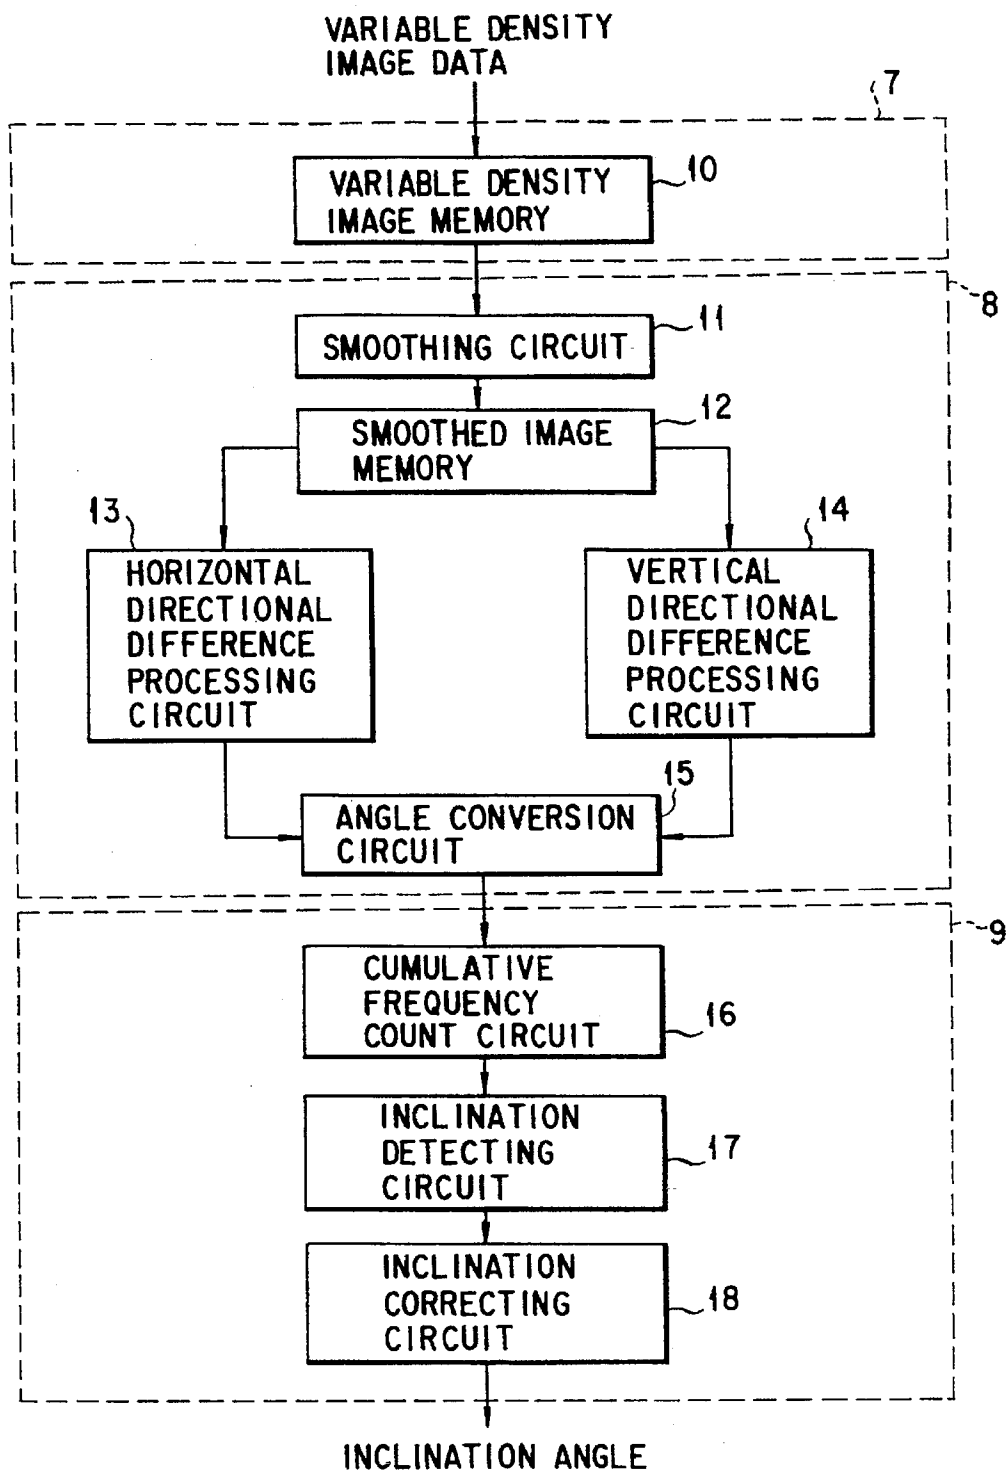 VARIABLE DENSITY
IMAGE DATA
7
VARIABLE DENSITY
IMAGE MEMORY
10
8
SMOOTHING CIRCUIT
11
SMOOTHED IMAGE
MEMORY
12
13
HORIZONTAL
DIRECTIONAL
DIFFERENCE
PROCESSING
CIRCUIT
14
VERTICAL
DIRECTIONAL
DIFFERENCE
PROCESSING
CIRCUIT
15
ANGLE CONVERSION
CIRCUIT
9
CUMULATIVE
FREQUENCY
COUNT CIRCUIT
16
INCLINATION
DETECTING
CIRCUIT
17
INCLINATION
CORRECTING
CIRCUIT
18
INCLINATION ANGLE